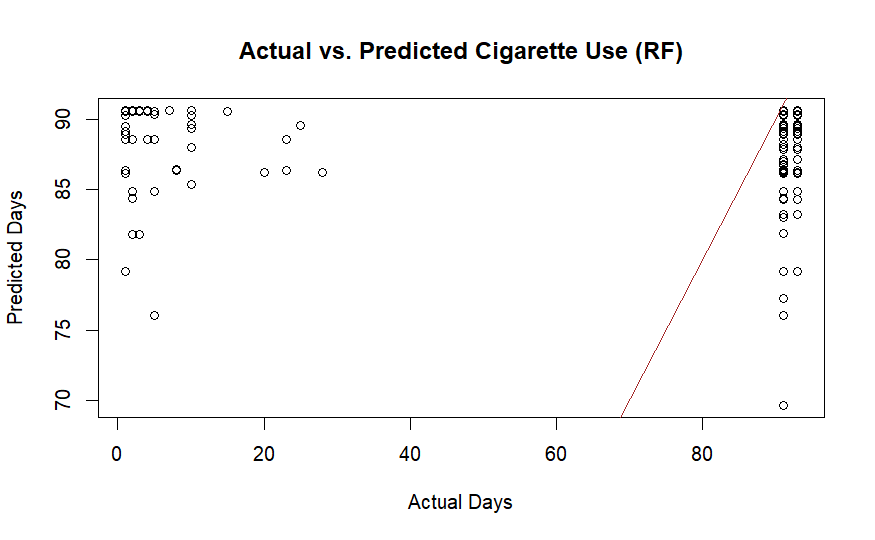 Actual vs. Predicted Cigarette Use (RF)
90
85
80
75
70
Predicted Days
0 20 40 60 80
Actual Days